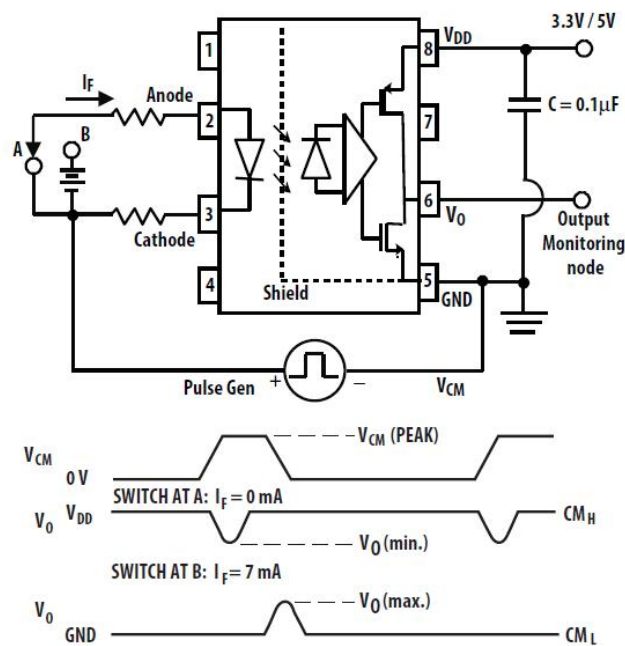 3.3V / 5V
1
8
V_DD
I_F
Anode
2
7
C = 0.1µF
A
B
3
Cathode
6
V_O
Output
Monitoring
node
4
Shield
5
GND
Pulse Gen
+
−
V_CM
V_CM
0 V
V_CM (PEAK)
SWITCH AT A: I_F = 0 mA
V_O
V_DD
CM_H
V_O (min.)
SWITCH AT B: I_F = 7 mA
V_O
V_O (max.)
GND
CM_L